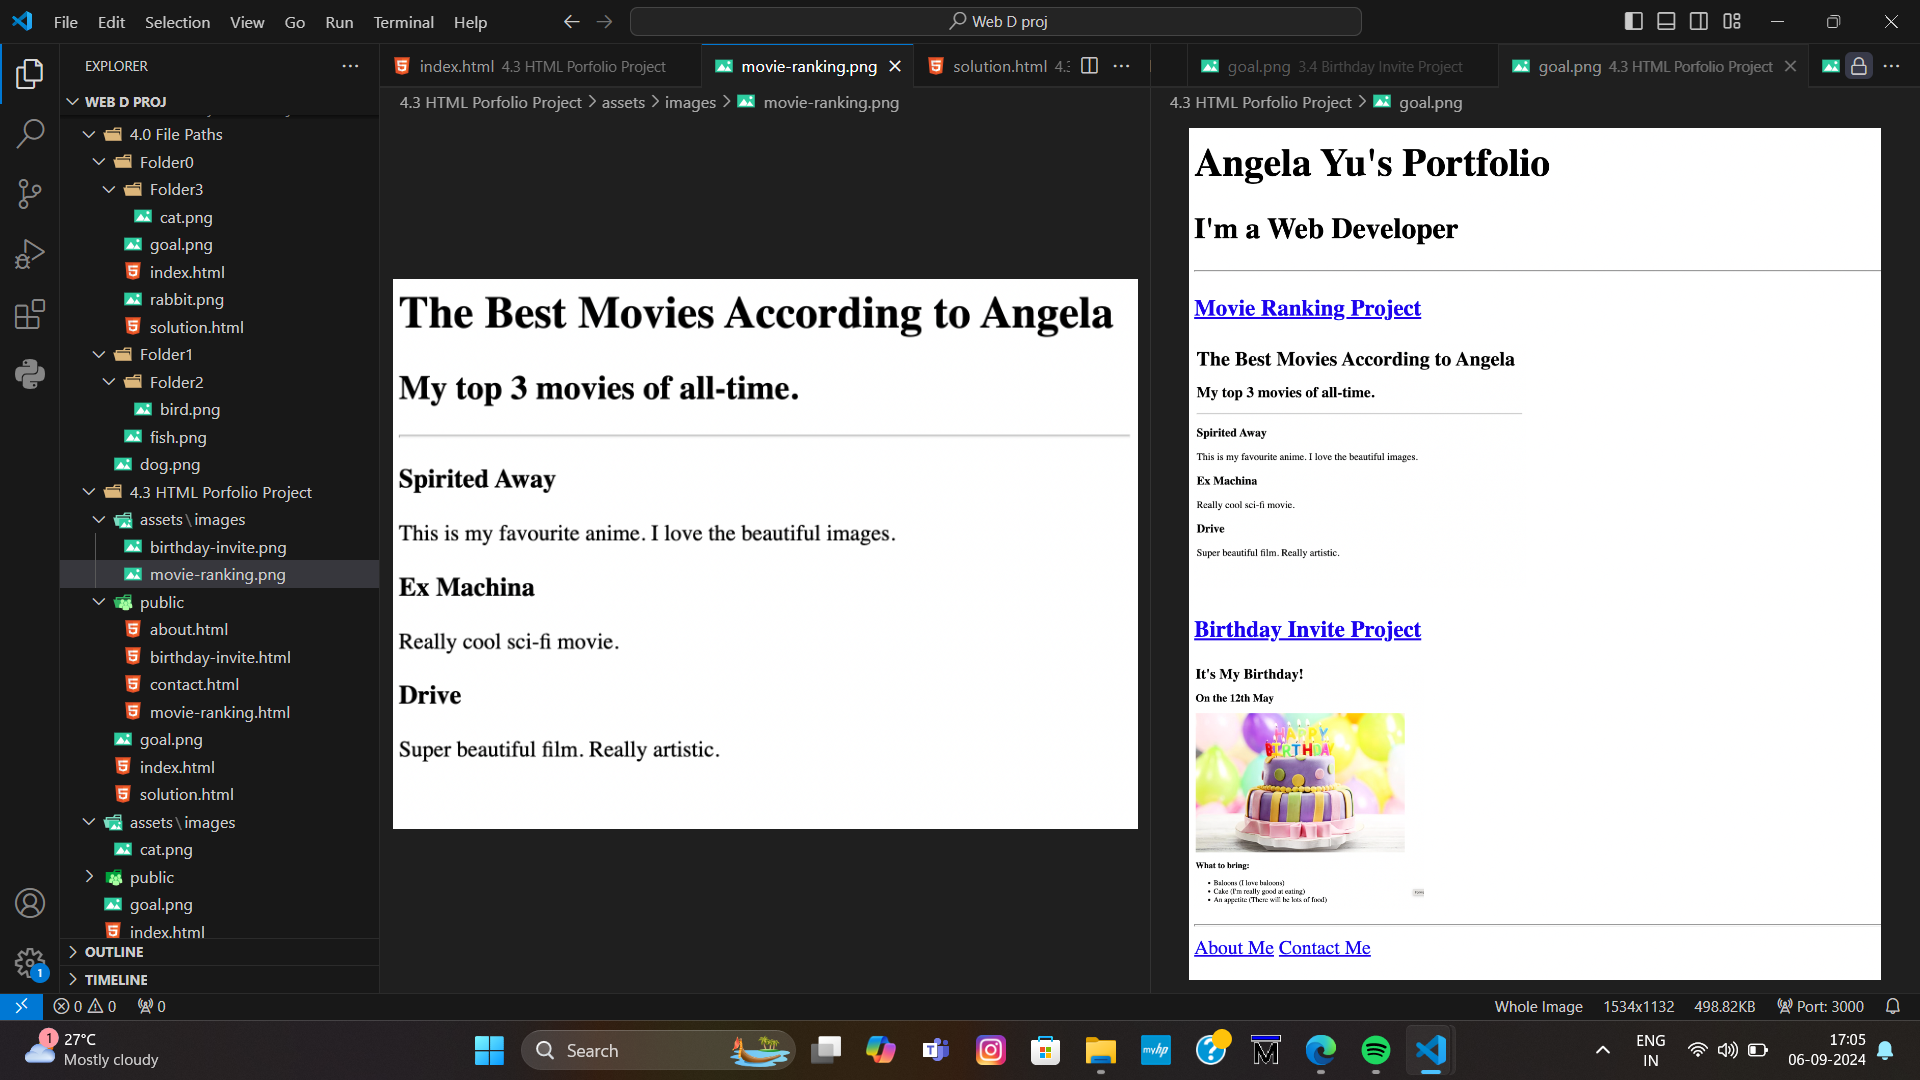 File Edit Selection View Go Run Terminal Help
Web D proj
EXPLORER
WEB D PROJ
4.0 File Paths
Folder0
Folder3
cat.png
goal.png
index.html
rabbit.png
solution.html
Folder1
Folder2
bird.png
fish.png
dog.png
4.3 HTML Porfolio Project
assets\images
birthday-invite.png
movie-ranking.png
public
about.html
birthday-invite.html
contact.html
movie-ranking.html
goal.png
index.html
solution.html
assets\images
cat.png
public
goal.png
index.html
OUTLINE
TIMELINE
index.html 4.3 HTML Porfolio Project
movie-ranking.png
solution.html 4.3
4.3 HTML Porfolio Project > assets > images > movie-ranking.png
The Best Movies According to Angela
My top 3 movies of all-time.
Spirited Away
This is my favourite anime. I love the beautiful images.
Ex Machina
Really cool sci-fi movie.
Drive
Super beautiful film. Really artistic.
goal.png 3.4 Birthday Invite Project
goal.png 4.3 HTML Porfolio Project
4.3 HTML Porfolio Project > goal.png
Angela Yu's Portfolio
I'm a Web Developer
Movie Ranking Project
The Best Movies According to Angela
My top 3 movies of all-time.
Spirited Away
This is my favourite anime. I love the beautiful images.
Ex Machina
Really cool sci-fi movie.
Drive
Super beautiful film. Really artistic.
Birthday Invite Project
It's My Birthday!
On the 12th May
HAPPY
BIRTHDAY
What to bring:
• Baloons (I love baloons)
• Cake (I'm really good at eating)
• An appetite (There will be lots of food)
About Me Contact Me
1
0 0 0
Whole Image 1534x1132 498.82KB Port: 3000
1
27°C
Mostly cloudy
Search
myhp
ENG
IN
17:05
06-09-2024